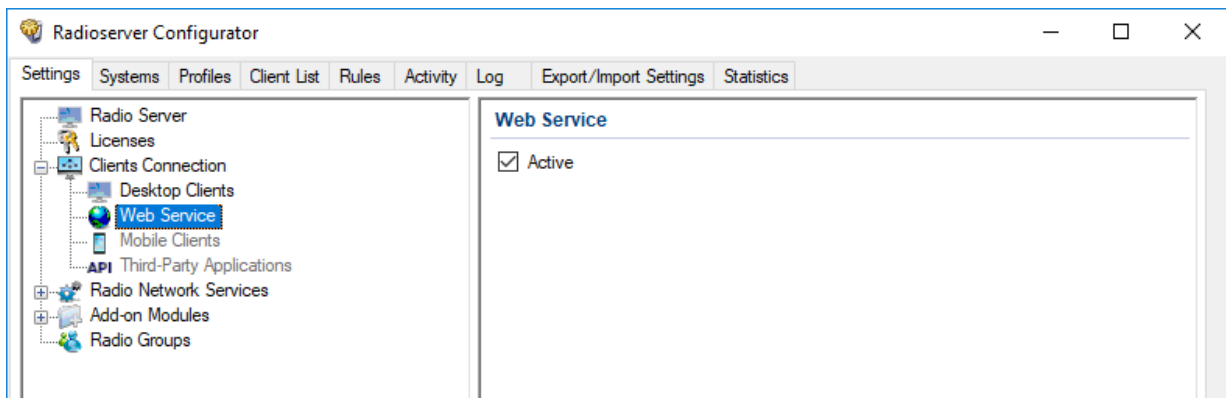 Radioserver Configurator
Settings Systems Profiles Client List Rules Activity Log Export/Import Settings Statistics
Radio Server
Licenses
Clients Connection
Desktop Clients
Web Service
Mobile Clients
API Third-Party Applications
Radio Network Services
Add-on Modules
Radio Groups
Web Service
Active